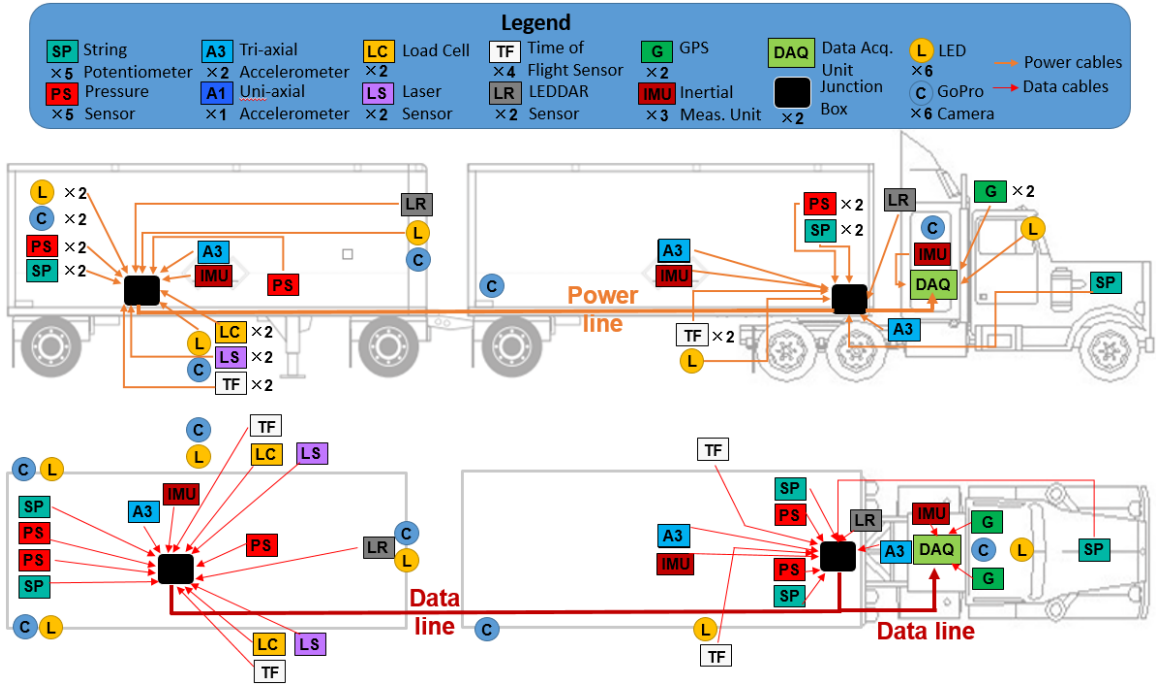 Legend
SP String ×5 Potentiometer
A3 Tri-axial ×2 Accelerometer
LC Load Cell ×2
TF Time of ×4 Flight Sensor
G GPS ×2
DAQ Data Acq. Unit
L LED ×6
Power cables
PS Pressure ×5 Sensor
A1 Uni-axial ×1 Accelerometer
LS Laser ×2 Sensor
LR LEDDAR ×2 Sensor
IMU Inertial ×3 Meas. Unit
Junction Box ×2
C GoPro ×6 Camera
Data cables
L ×2
C ×2
PS ×2
SP ×2
A3
IMU
PS
LR
L
C
LC ×2
L
LS ×2
C
TF ×2
C
Power
line
A3
IMU
TF ×2
L
PS ×2
SP ×2
LR
G ×2
C
L
IMU
DAQ
SP
A3
C
L
TF
LC
LS
C L
SP
PS
PS
SP
A3
IMU
PS
LR
C
L
C L
LC
LS
TF
Data
line
C
TF
A3
IMU
L
TF
SP
PS
PS
SP
LR
A3
IMU
DAQ
G
C
L
G
SP
Data line